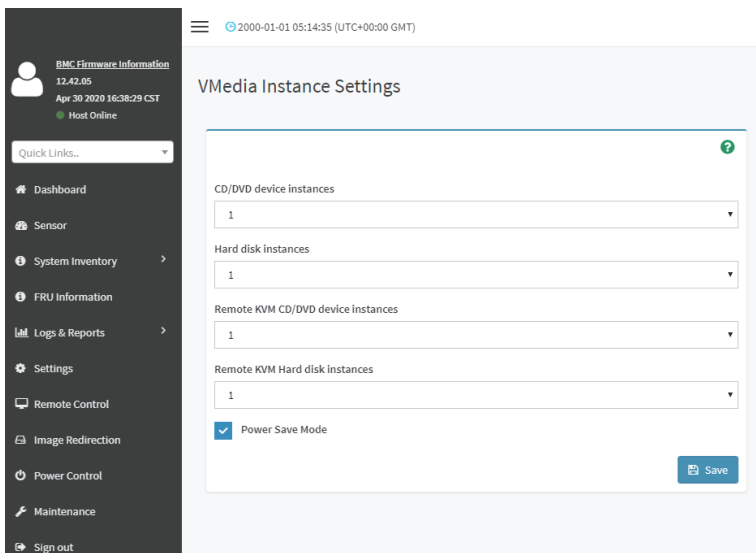 2000-01-01 05:14:35 (UTC+00:00 GMT)
BMC Firmware Information
12.42.05
Apr 30 2020 16:38:29 CST
Host Online
Quick Links..
Dashboard
Sensor
System Inventory
FRU Information
Logs & Reports
Settings
Remote Control
Image Redirection
Power Control
Maintenance
Sign out
VMedia Instance Settings
CD/DVD device instances
1
Hard disk instances
1
Remote KVM CD/DVD device instances
1
Remote KVM Hard disk instances
1
Power Save Mode
Save